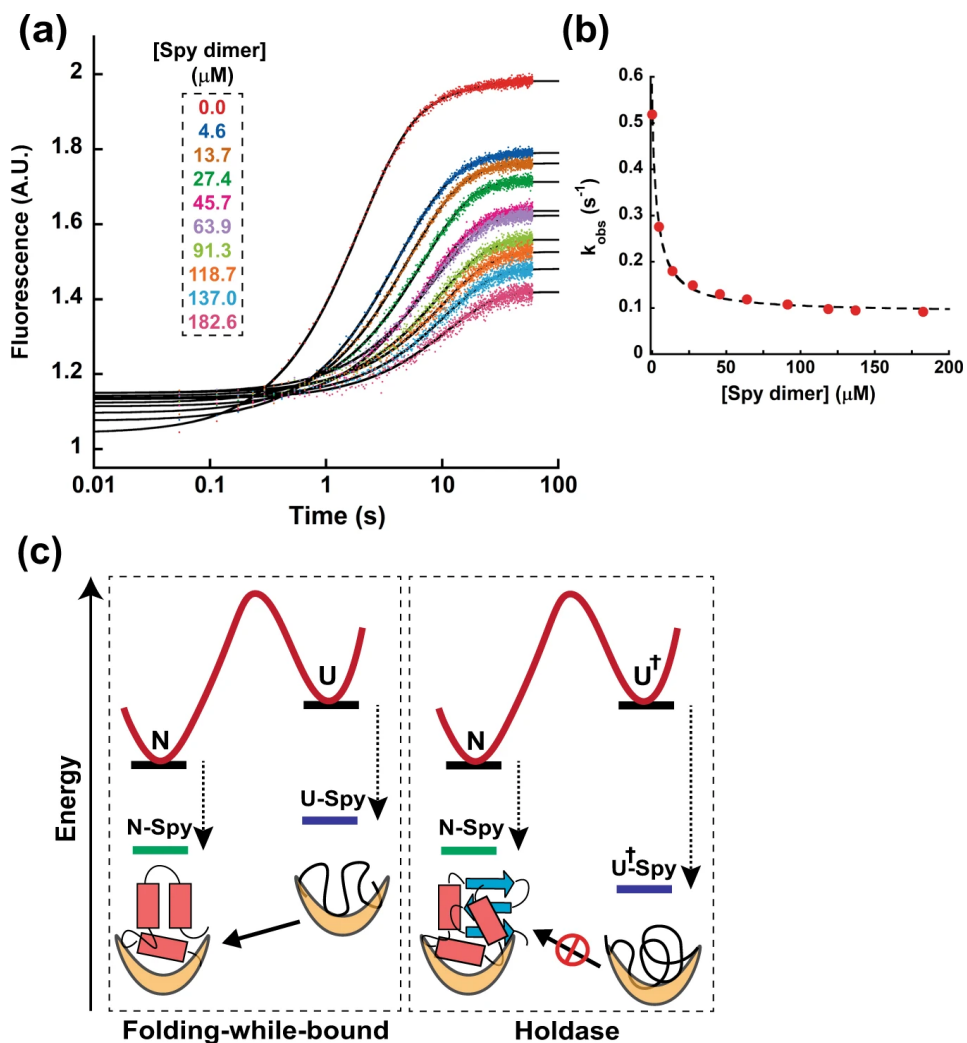 (a)
[Spy dimer]
(µM)
0.0
4.6
13.7
27.4
45.7
63.9
91.3
118.7
137.0
182.6
Fluorescence (A.U.)
2
1.8
1.6
1.4
1.2
1
0.01
0.1
1
10
100
Time (s)
(b)
k_obs (s⁻¹)
0.6
0.5
0.4
0.3
0.2
0.1
0
0
50
100
150
200
[Spy dimer] (µM)
(c)
Energy
N
U
N-Spy
U-Spy
Folding-while-bound
N
U†
N-Spy
U†-Spy
Holdase